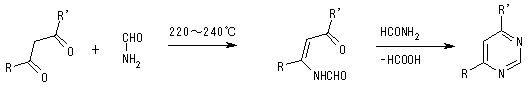 R'
O
R
O
+
CHO
NH₂
220～240℃
R'
O
R
NHCHO
HCONH₂
-HCOOH
R'
N
N
R